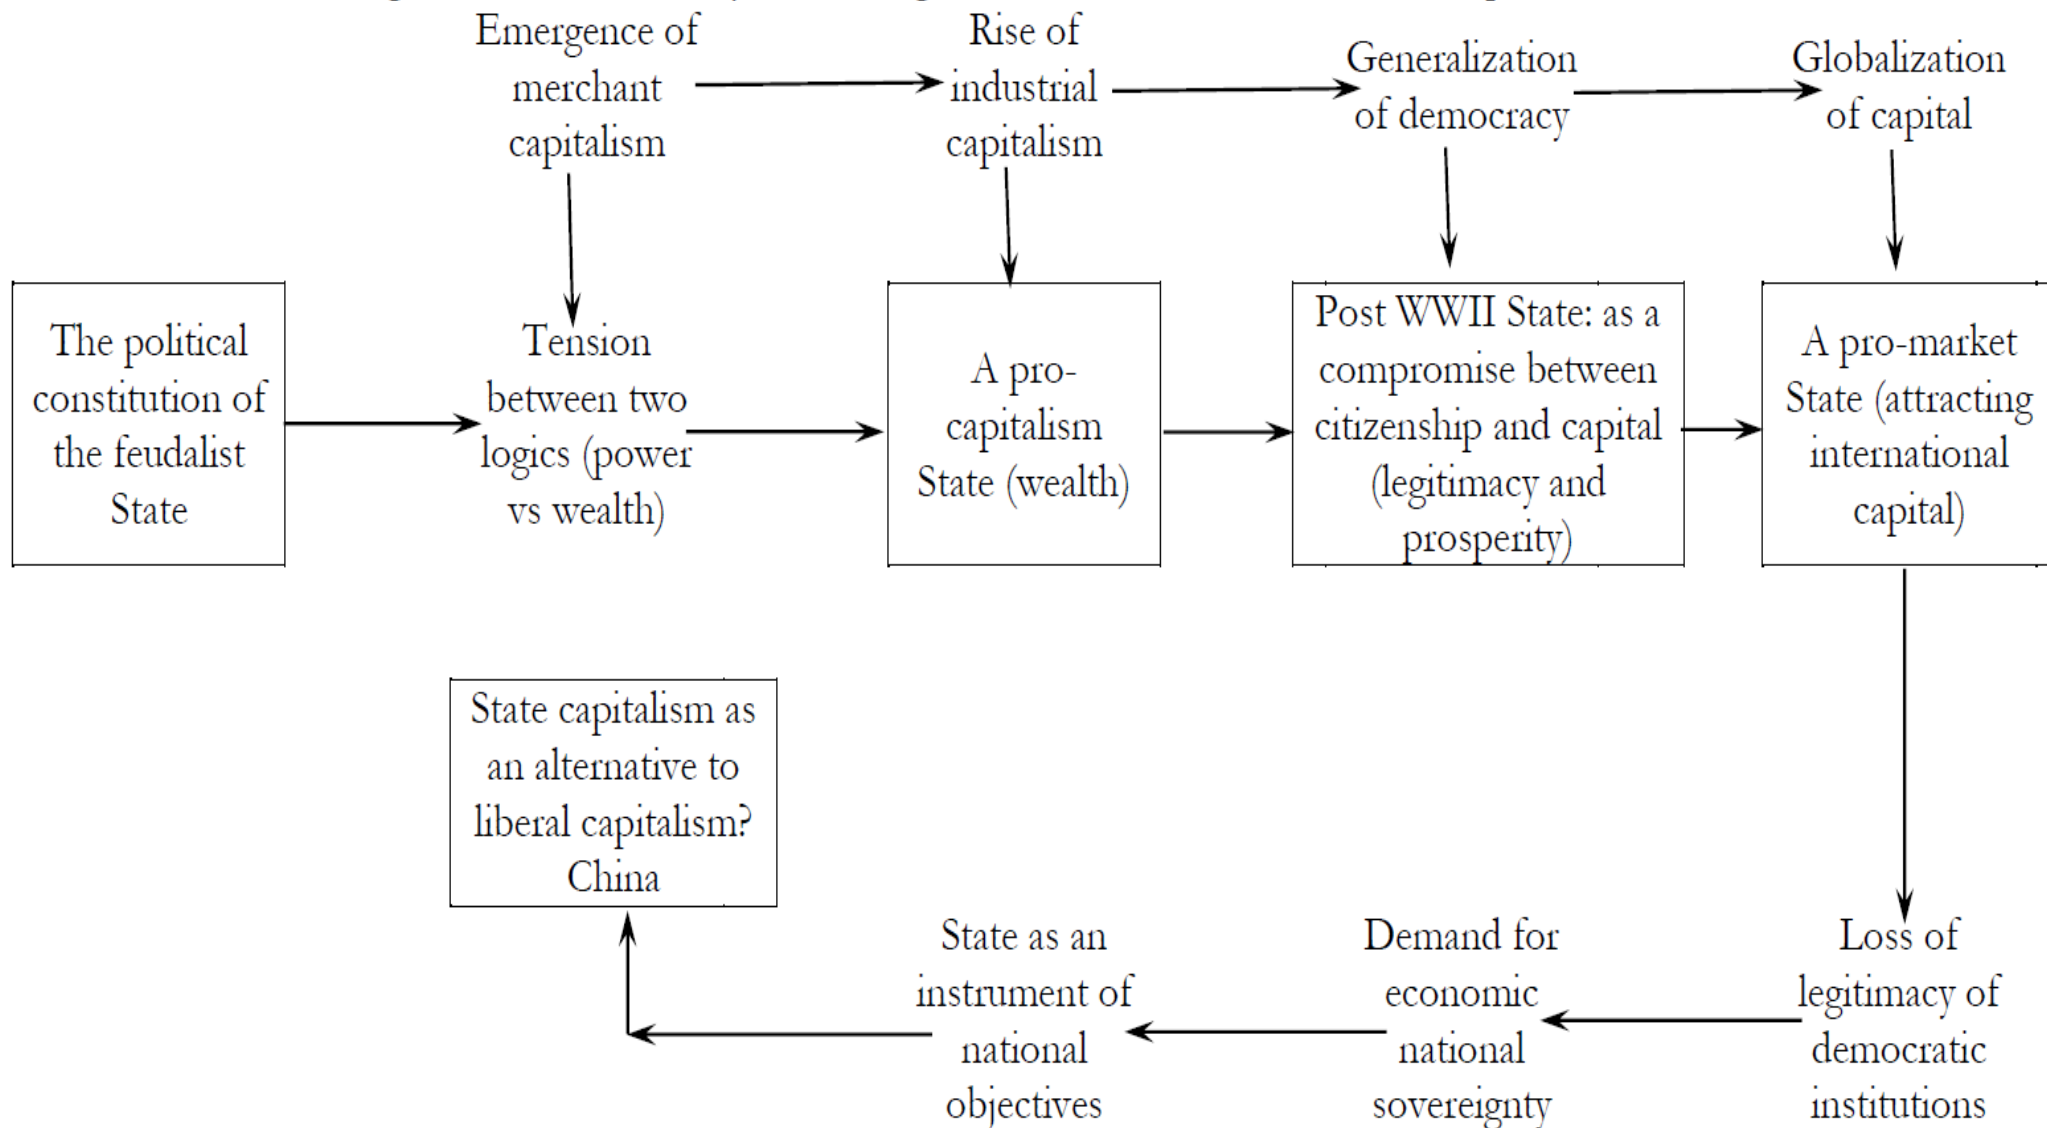 Emergence of
merchant
capitalism
Rise of
industrial
capitalism
Generalization
of democracy
Globalization
of capital
The political
constitution of
the feudalist
State
Tension
between two
logics (power
vs wealth)
A pro-
capitalism
State (wealth)
Post WWII State: as a
compromise between
citizenship and capital
(legitimacy and
prosperity)
A pro-market
State (attracting
international
capital)
State capitalism as
an alternative to
liberal capitalism?
China
State as an
instrument of
national
objectives
Demand for
economic
national
sovereignty
Loss of
legitimacy of
democratic
institutions